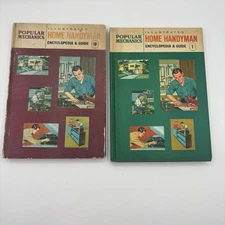 POPULAR
MECHANICS
ILLUSTRATED
HOME HANDYMAN
ENCYCLOPEDIA & GUIDE
POPULAR
MECHANICS
ILLUSTRATED
HOME HANDYMAN
ENCYCLOPEDIA & GUIDE 1